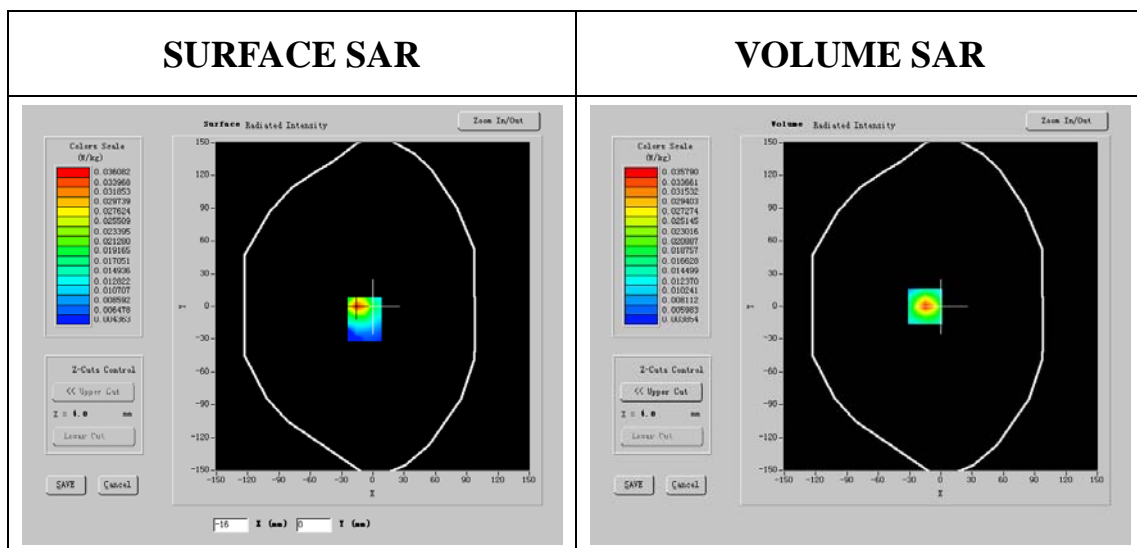 SURFACE SAR
Surface Radiated Intensity
Zoom In/Out
Colors Scale
(W/kg)
0.036082
0.033968
0.031853
0.029739
0.027624
0.025509
0.023395
0.021280
0.019165
0.017051
0.014936
0.012822
0.010707
0.008592
0.006478
0.004363
150
120
90
60
30
0
-30
-60
-90
-120
-150
Y
-150 -120 -90 -60 -30 0 30 60 90 120 150
X
Z-Cuts Control
<< Upper Cut
Z = 4.0 mm
Lower Cut
SAVE Cancel
-16 X (mm) 0 Y (mm)
VOLUME SAR
Volume Radiated Intensity
Zoom In/Out
Colors Scale
(W/kg)
0.035790
0.033661
0.031532
0.029403
0.027274
0.025145
0.023016
0.020887
0.018757
0.016628
0.014499
0.012370
0.010241
0.008112
0.005983
0.003854
150
120
90
60
30
0
-30
-60
-90
-120
-150
Y
-150 -120 -90 -60 -30 0 30 60 90 120 150
X
Z-Cuts Control
<< Upper Cut
Z = 4.0 mm
Lower Cut
SAVE Cancel